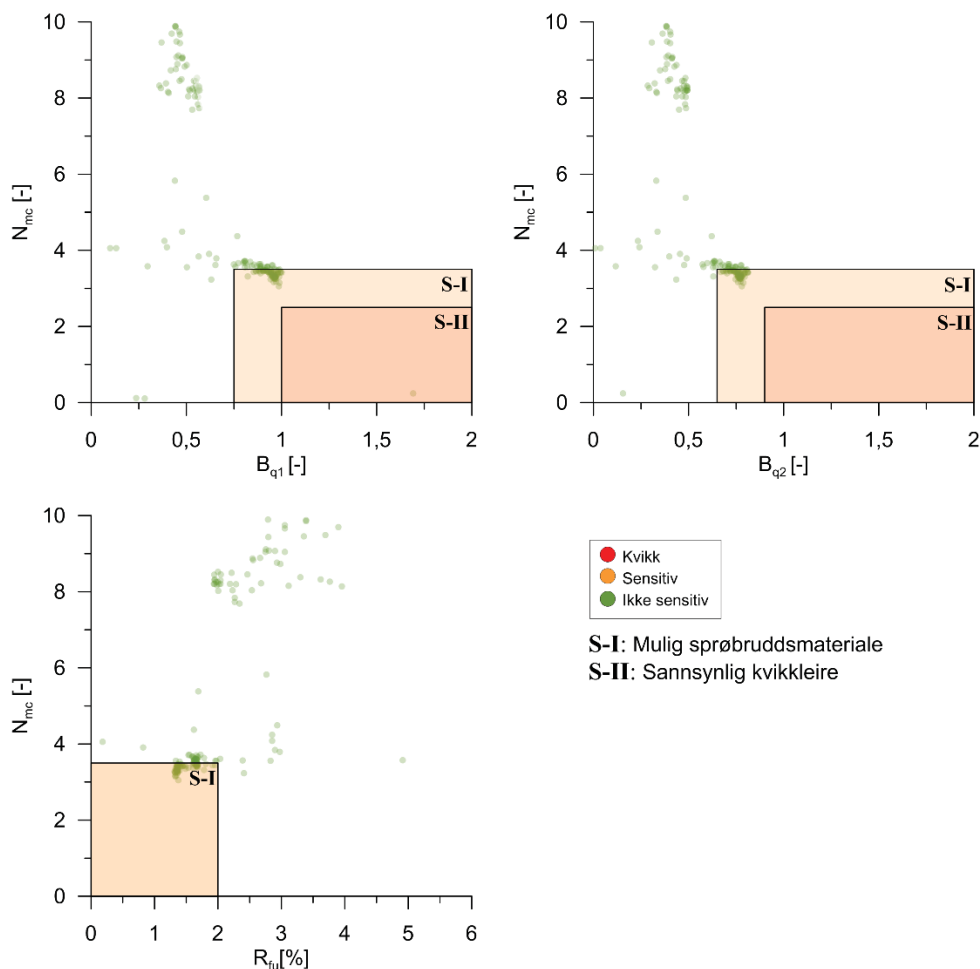 10
8
6
4
2
0
N_mc [-]
S-I
S-II
0 0,5 1 1,5 2
B_q1 [-]
10
8
6
4
2
0
N_mc [-]
S-I
S-II
0 0,5 1 1,5 2
B_q2 [-]
10
8
6
4
2
0
N_mc [-]
S-I
0 1 2 3 4 5 6
R_fu[%]
Kvikk
Sensitiv
Ikke sensitiv
S-I: Mulig sprøbruddsmateriale
S-II: Sannsynlig kvikkleire